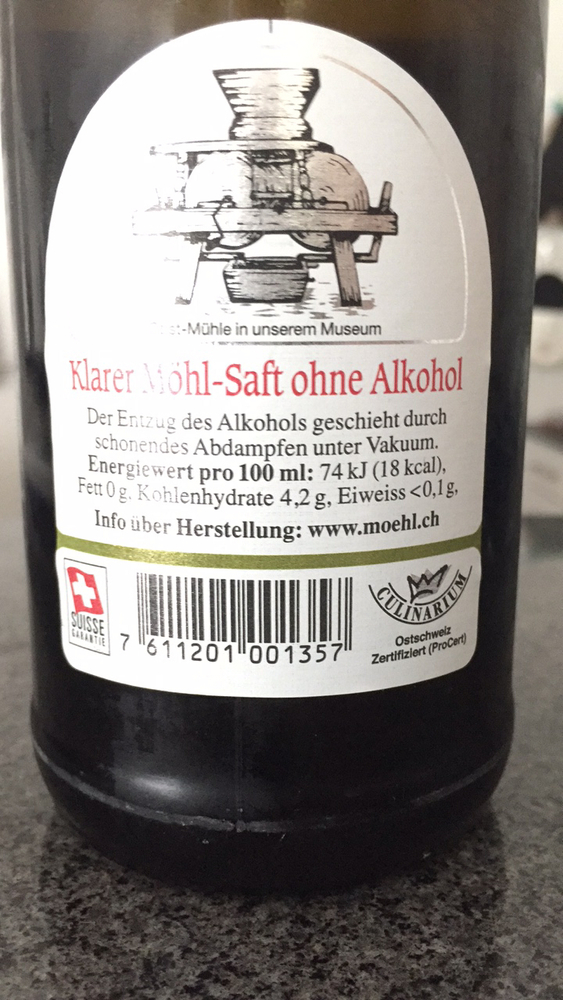 -Mühle in unserem Museum
Klarer Möhl-Saft ohne Alkohol
Der Entzug des Alkohols geschieht durch
schonendes Abdampfen unter Vakuum.
Energiewert pro 100 ml: 74 kJ (18 kcal),
Fett 0 g, Kohlenhydrate 4,2 g, Eiweiss <0,1g,
Info über Herstellung: www.moehl.ch
SUISSE
GARANTIE
7 611201 001357
CULINARIUM
Ostschweiz
Zertifiziert (ProCert)